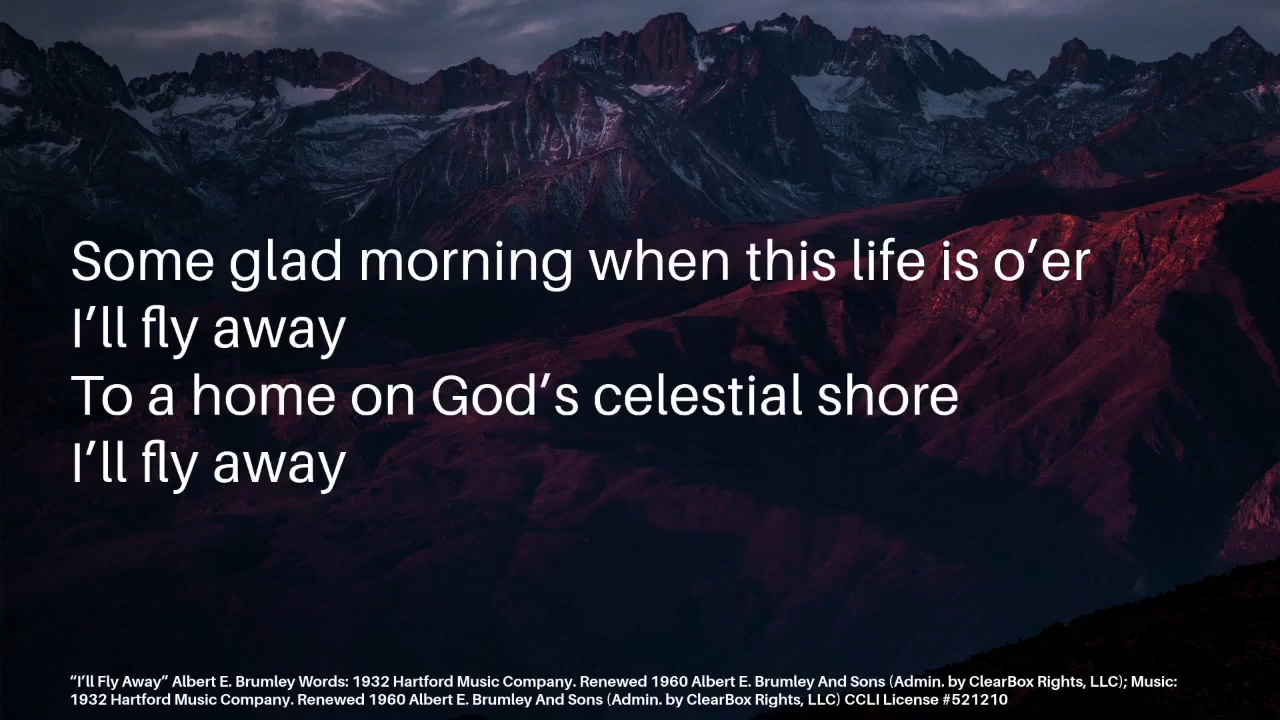 Some glad morning when this life is o’er
I’ll fly away
To a home on God’s celestial shore
I’ll fly away
“I’ll Fly Away” Albert E. Brumley Words: 1932 Hartford Music Company. Renewed 1960 Albert E. Brumley And Sons (Admin. by ClearBox Rights, LLC); Music:
1932 Hartford Music Company. Renewed 1960 Albert E. Brumley And Sons (Admin. by ClearBox Rights, LLC) CCLI License #521210